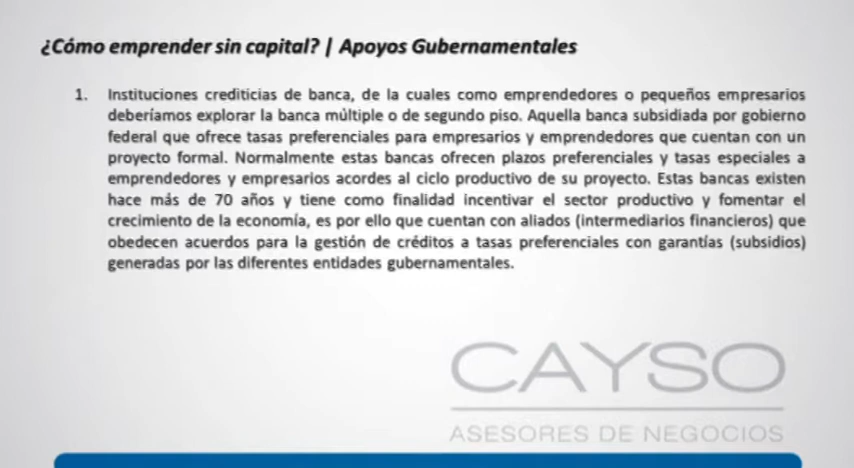 ¿Cómo emprender sin capital? | Apoyos Gubernamentales
1. Instituciones crediticias de banca, de la cuales como emprendedores o pequeños empresarios
deberíamos explorar la banca múltiple o de segundo piso. Aquella banca subsidiada por gobierno
federal que ofrece tasas preferenciales para empresarios y emprendedores que cuentan con un
proyecto formal. Normalmente estas bancas ofrecen plazos preferenciales y tasas especiales a
emprendedores y empresarios acordes al ciclo productivo de su proyecto. Estas bancas existen
hace más de 70 años y tiene como finalidad incentivar el sector productivo y fomentar el
crecimiento de la economía, es por ello que cuentan con aliados (intermediarios financieros) que
obedecen acuerdos para la gestión de créditos a tasas preferenciales con garantías (subsidios)
generadas por las diferentes entidades gubernamentales.
CAYSO
ASESORES DE NEGOCIOS